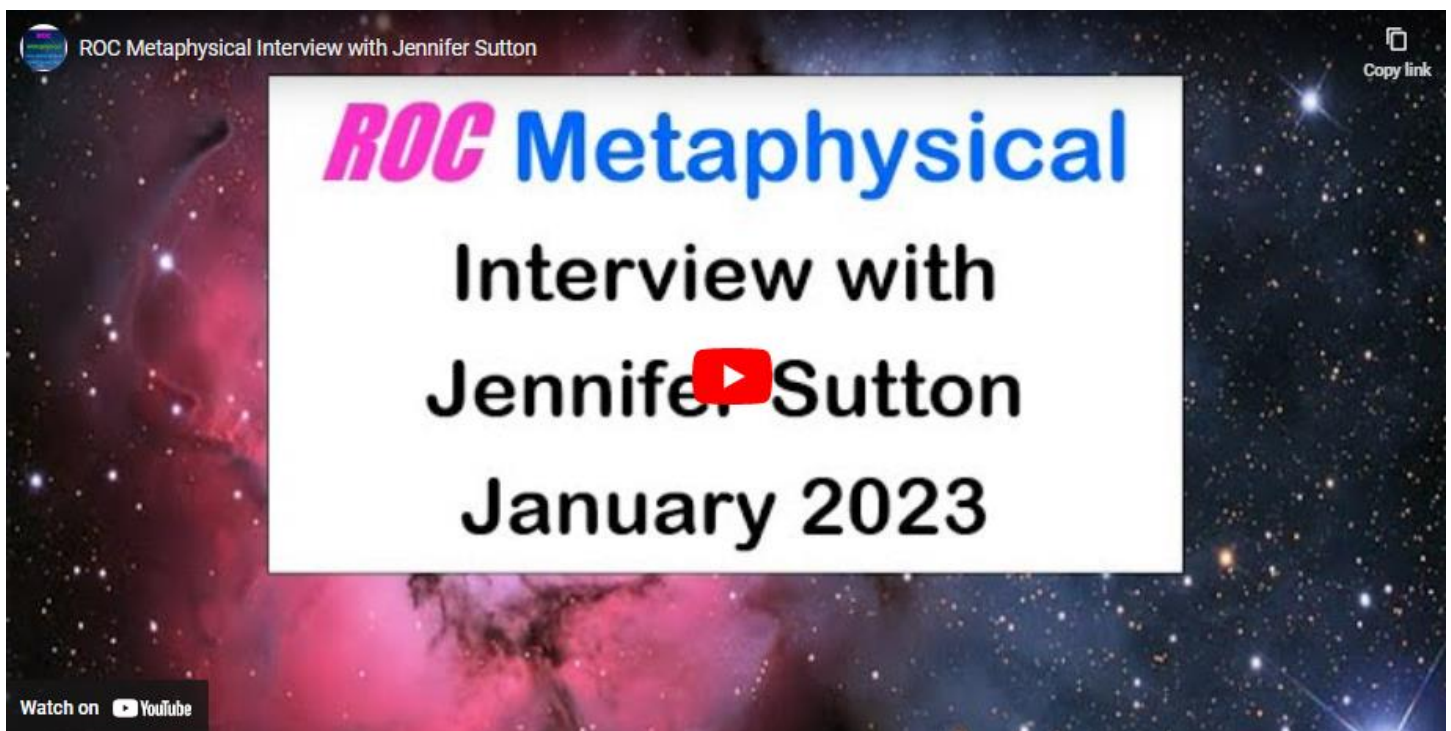 ROC Metaphysical Interview with Jennifer Sutton
Copy link
ROC Metaphysical
Interview with
Jennifer Sutton
January 2023
Watch on YouTube